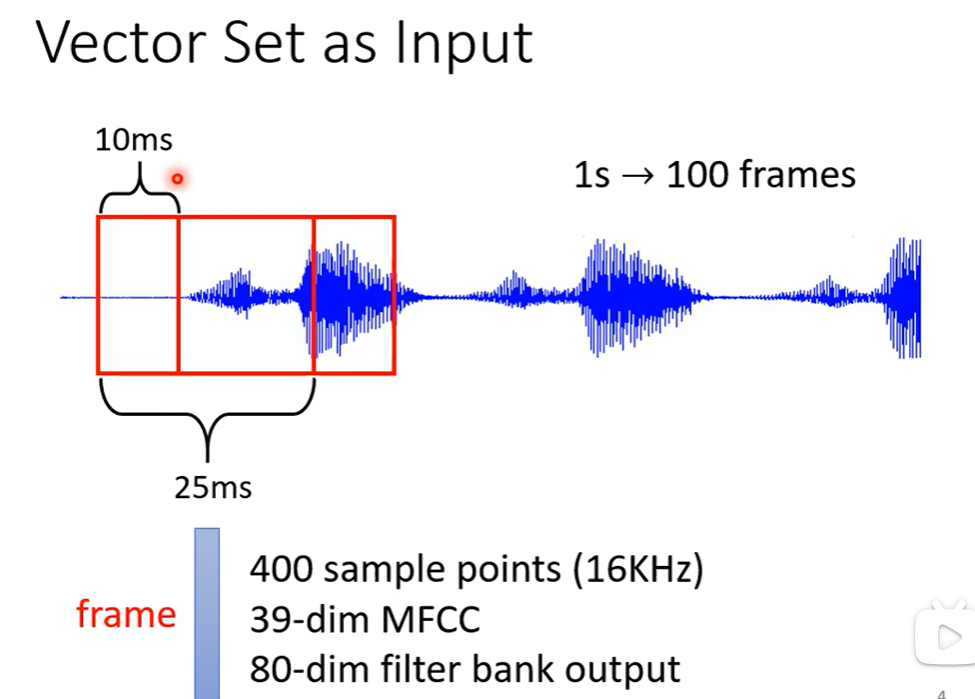 Vector Set as Input
10ms
1s → 100 frames
25ms
frame
400 sample points (16KHz)
39-dim MFCC
80-dim filter bank output
4